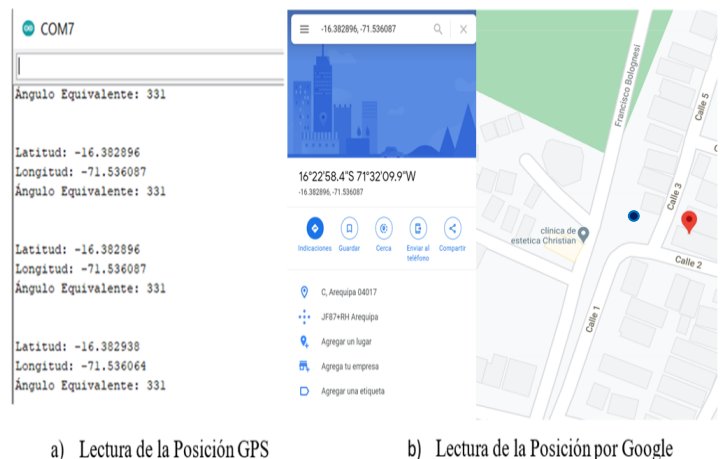 COM7
Ángulo Equivalente: 331
Latitud: -16.382896
Longitud: -71.536087
Ángulo Equivalente: 331
Latitud: -16.382896
Longitud: -71.536087
Ángulo Equivalente: 331
Latitud: -16.382938
Longitud: -71.536064
Ángulo Equivalente: 331
a) Lectura de la Posición GPS
-16.382896, -71.536087
16°22'58.4"S 71°32'09.9"W
-16.382896, -71.536087
Indicaciones
Guardar
Cerca
Enviar al
teléfono
Compartir
C, Arequipa 04017
JF87+RH Arequipa
Agregar un lugar
Agrega tu empresa
Agregar una etiqueta
Francisco Bolognesi
Calle 5
C
Calle 3
clínica de
estetica Christian
Calle 2
Calle 1
b) Lectura de la Posición por Google